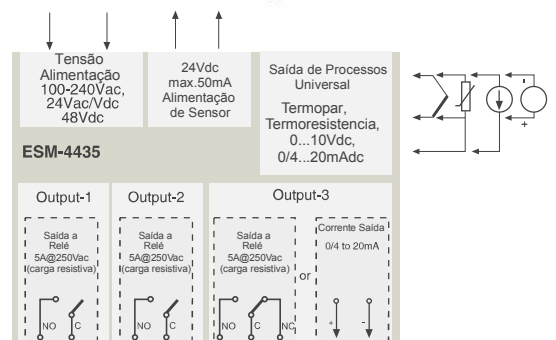 Tensão
Alimentação
100-240Vac,
24Vac/Vdc
48Vdc
24Vdc
max.50mA
Alimentação
de Sensor
Saída de Processos
Universal
Termopar,
Termoresistencia,
0...10Vdc,
0/4...20mAdc
-
+
ESM-4435
Output-1
Output-2
Output-3
Saída a
Relé
5A@250Vac
(carga resistiva)
NO
C
Saída a
Relé
5A@250Vac
(carga resistiva)
NO
C
Saída a
Relé
5A@250Vac
(carga resistiva)
NO
C
NC
or
Corrente Saída
0/4 to 20mA
+
-